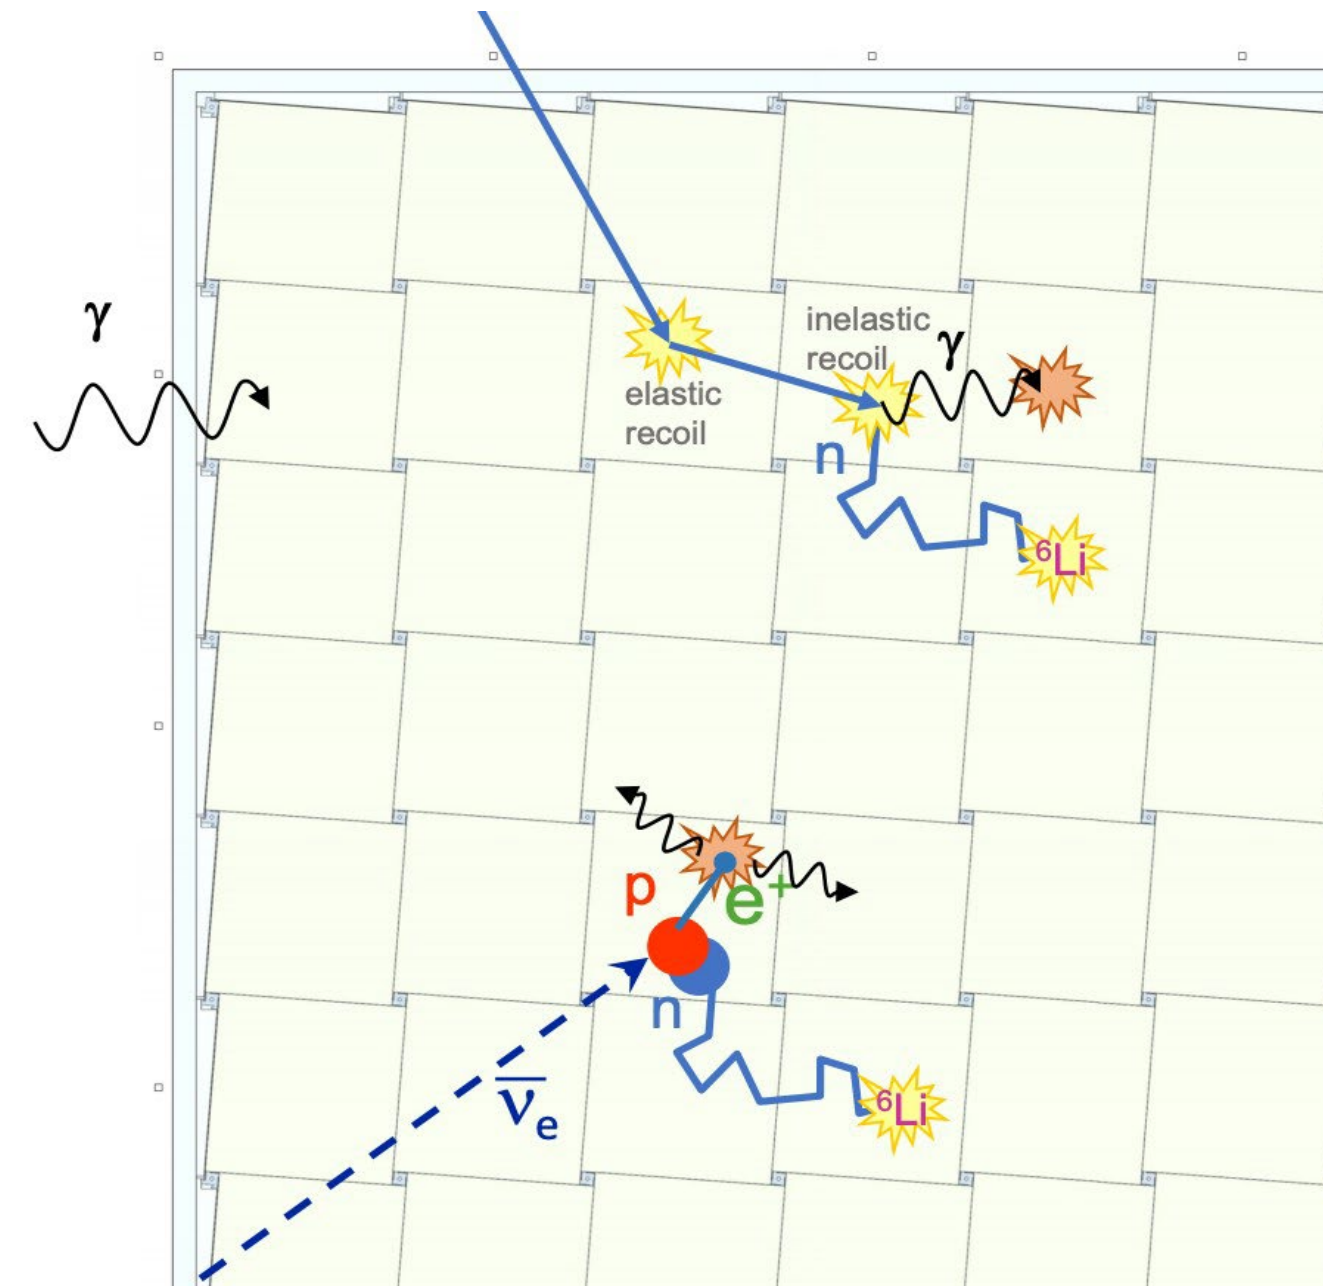 γ
inelastic
recoil
γ
elastic
recoil
n
⁶Li
p
e⁺
n
ν̅ₑ
⁶Li